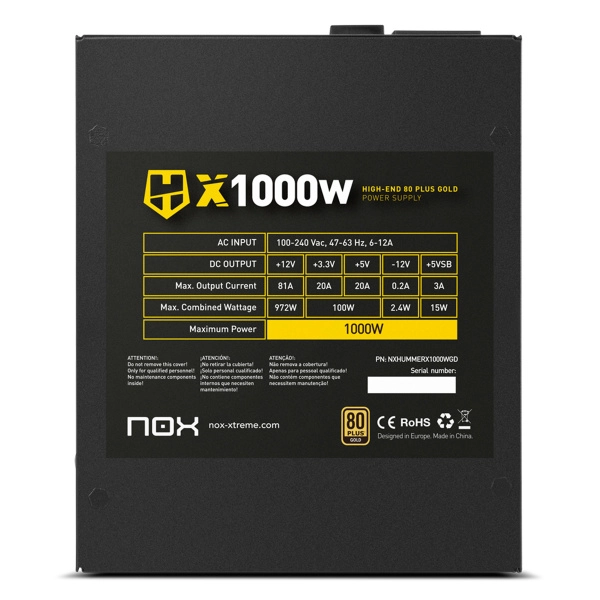 X1000W
HIGH-END 80 PLUS GOLD
POWER SUPPLY
AC INPUT 100-240 Vac, 47-63 Hz, 6-12A
DC OUTPUT +12V +3.3V +5V -12V +5VSB
Max. Output Current 81A 20A 20A 0.2A 3A
Max. Combined Wattage 972W 100W 2.4W 15W
Maximum Power 1000W
ATTENTION!:
Do not remove this cover!
Only for qualified personnel!
No maintenance components
inside!
¡ATENCIÓN!:
¡No retirar la cubierta!
¡Solo personal cualificado!
¡No contiene componentes
internos que necesiten
mantenimiento!
ATENÇÃO!:
Não remova a cobertura!
Apenas para pessoal qualificado!
Não contém componentes que
necessitem manutenção!
PN: NXHUMMERX1000WGD
Serial number:
nox
nox-xtreme.com
80
PLUS
GOLD
CE RoHS
Designed in Europe. Made in China.